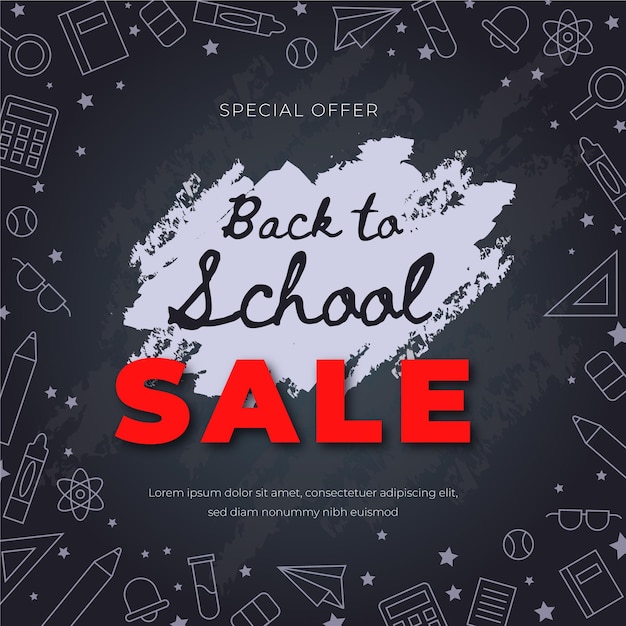 SPECIAL OFFER
Back to
School
SALE
Lorem ipsum dolor sit amet, consectetuer adipiscing elit,
sed diam nonummy nibh euismod